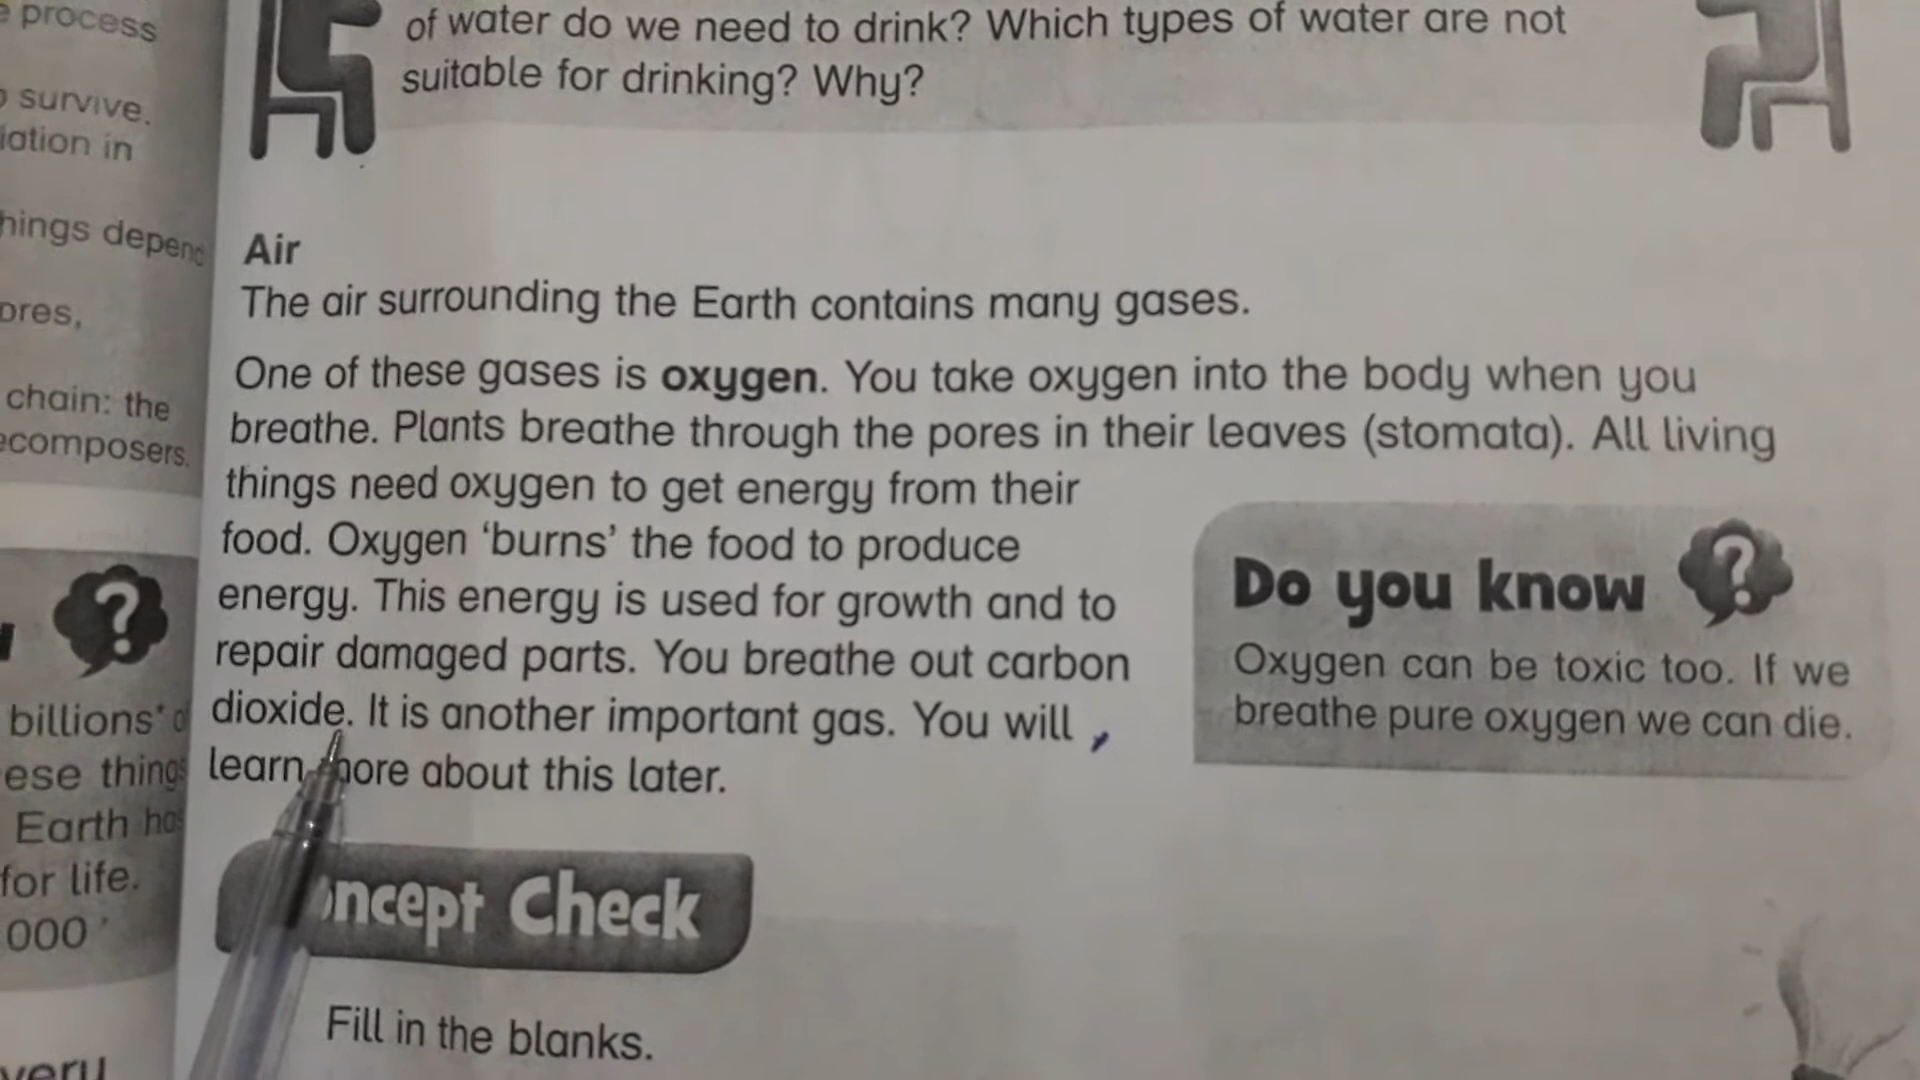 process
survive.
in
depend
chain: the
billions
things
Earth has
for life.
000
very
of water do we need to drink? Which types of water are not
suitable for drinking? Why?
Air
The air surrounding the Earth contains many gases.
One of these gases is oxygen. You take oxygen into the body when you
breathe. Plants breathe through the pores in their leaves (stomata). All living
things need oxygen to get energy from their
food. Oxygen ‘burns’ the food to produce
energy. This energy is used for growth and to
repair damaged parts. You breathe out carbon
dioxide. It is another important gas. You will
learn more about this later.
Do you know ?
Oxygen can be toxic too. If we
breathe pure oxygen we can die.
Concept Check
Fill in the blanks.